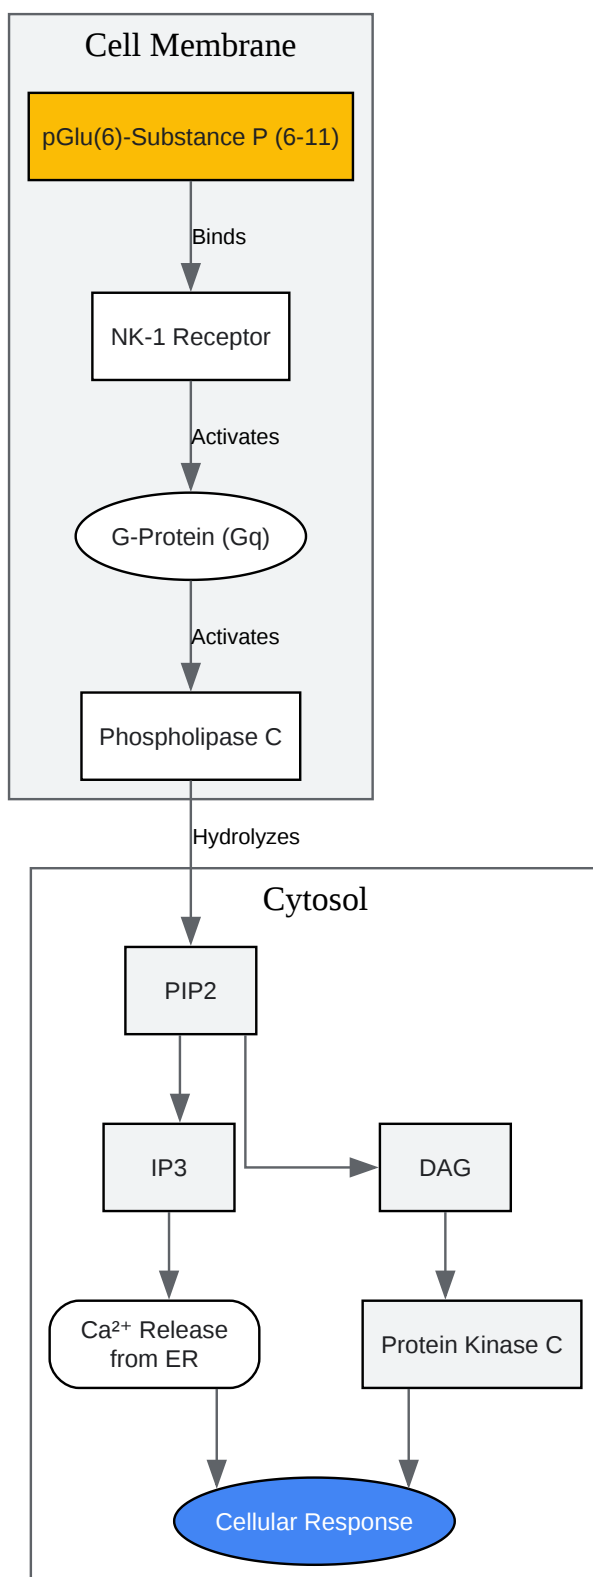 Cell Membrane
pGlu(6)-Substance P (6-11)
Binds
NK-1 Receptor
Activates
G-Protein (Gq)
Activates
Phospholipase C
Hydrolyzes
Cytosol
PIP2
IP3
DAG
Ca²⁺ Release
from ER
Protein Kinase C
Cellular Response